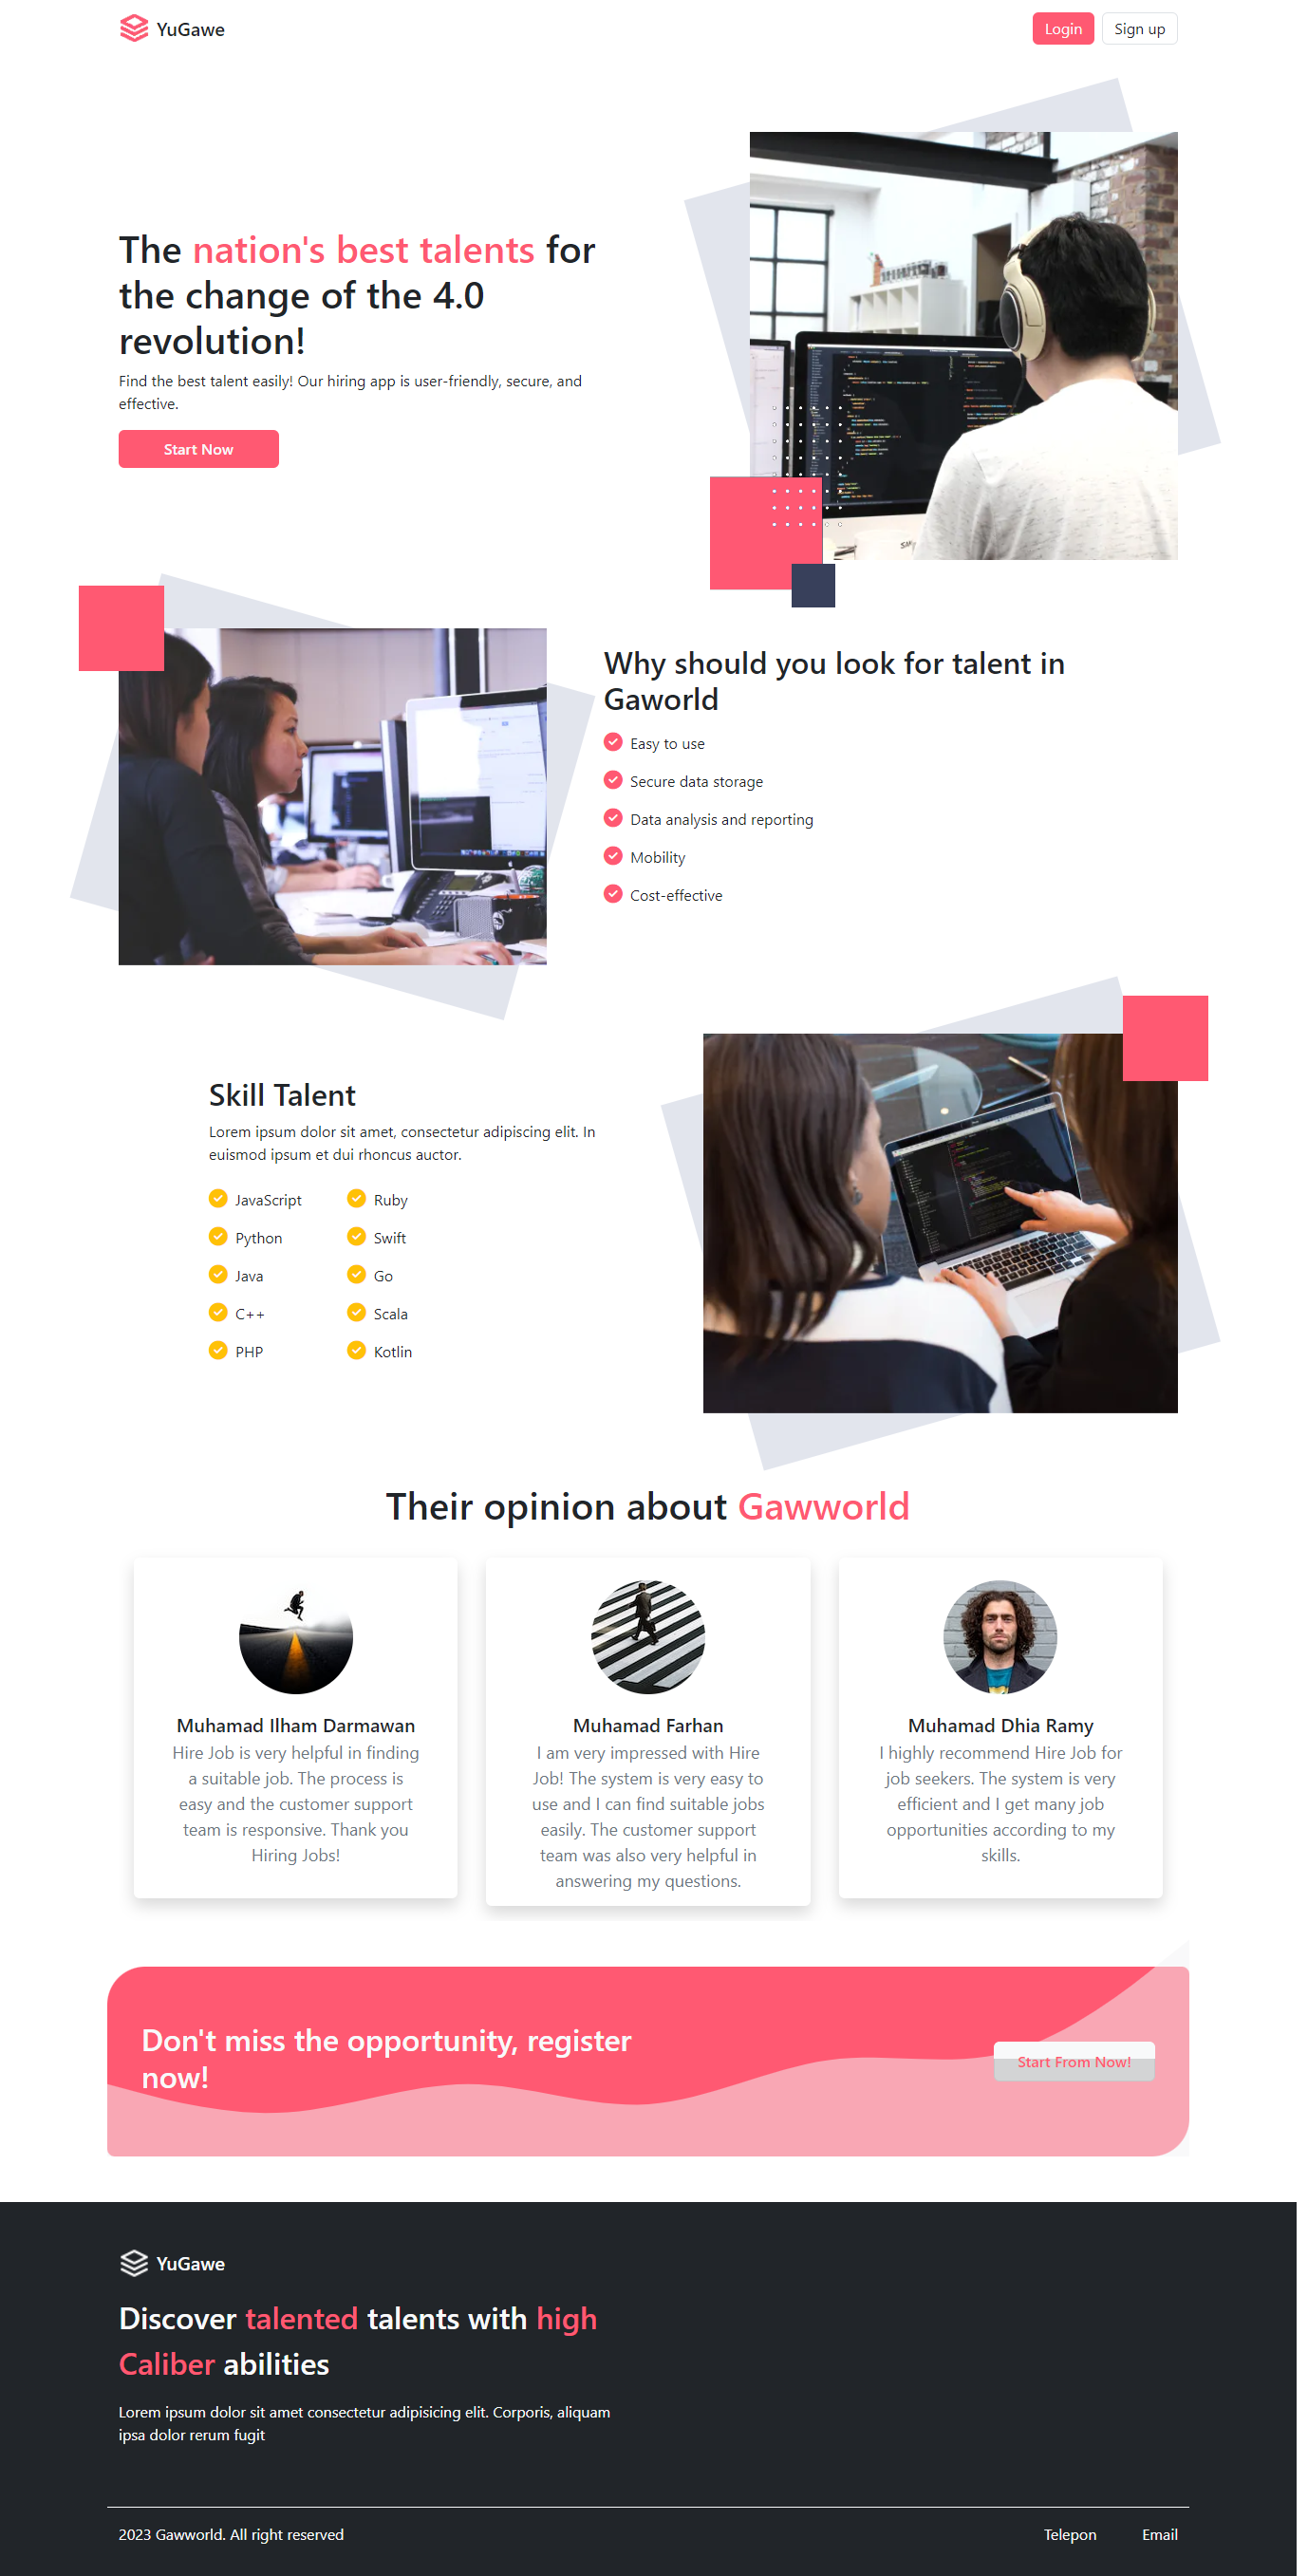 YuGawe
Login
Sign up
The nation's best talents for
the change of the 4.0
revolution!
Find the best talent easily! Our hiring app is user-friendly, secure, and
effective.
Start Now
Why should you look for talent in
Gaworld
Easy to use
Secure data storage
Data analysis and reporting
Mobility
Cost-effective
Skill Talent
Lorem ipsum dolor sit amet, consectetur adipiscing elit. In
euismod ipsum et dui rhoncus auctor.
JavaScript
Python
Java
C++
PHP
Ruby
Swift
Go
Scala
Kotlin
Their opinion about Gawworld
Muhamad Ilham Darmawan
Hire Job is very helpful in finding
a suitable job. The process is
easy and the customer support
team is responsive. Thank you
Hiring Jobs!
Muhamad Farhan
I am very impressed with Hire
Job! The system is very easy to
use and I can find suitable jobs
easily. The customer support
team was also very helpful in
answering my questions.
Muhamad Dhia Ramy
I highly recommend Hire Job for
job seekers. The system is very
efficient and I get many job
opportunities according to my
skills.
Don't miss the opportunity, register
now!
Start From Now!
YuGawe
Discover talented talents with high
Caliber abilities
Lorem ipsum dolor sit amet consectetur adipisicing elit. Corporis, aliquam
ipsa dolor rerum fugit
2023 Gawworld. All right reserved
Telepon
Email